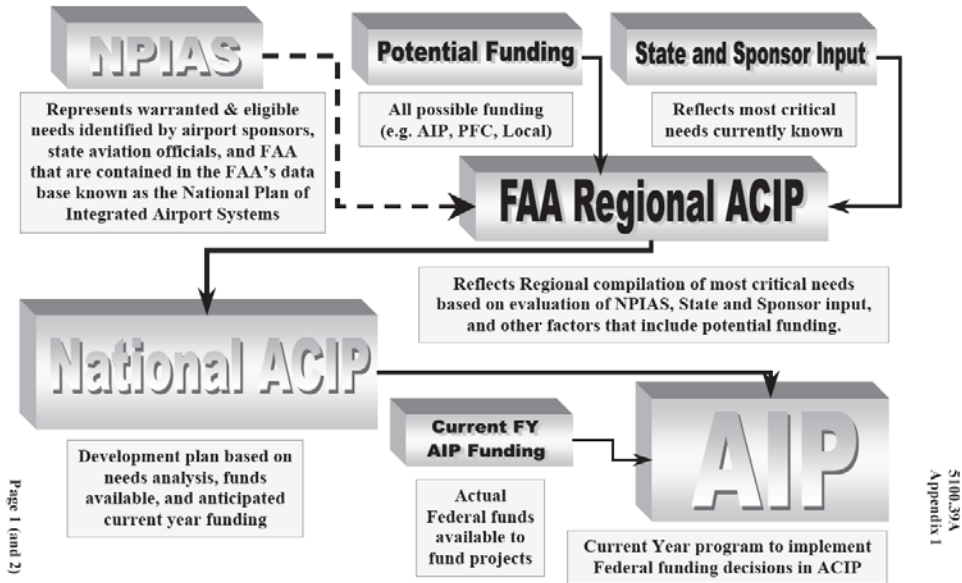 NPIAS
Represents warranted & eligible
needs identified by airport sponsors,
state aviation officials, and FAA
that are contained in the FAA's data
base known as the National Plan of
Integrated Airport Systems
Potential Funding
All possible funding
(e.g. AIP, PFC, Local)
State and Sponsor Input
Reflects most critical
needs currently known
FAA Regional ACIP
Reflects Regional compilation of most critical needs
based on evaluation of NPIAS, State and Sponsor input,
and other factors that include potential funding.
National ACIP
Development plan based on
needs analysis, funds
available, and anticipated
current year funding
Current FY
AIP Funding
Actual
Federal funds
available to
fund projects
AIP
Current Year program to implement
Federal funding decisions in ACIP
Page 1 (and 2)
5100.39A
Appendix 1